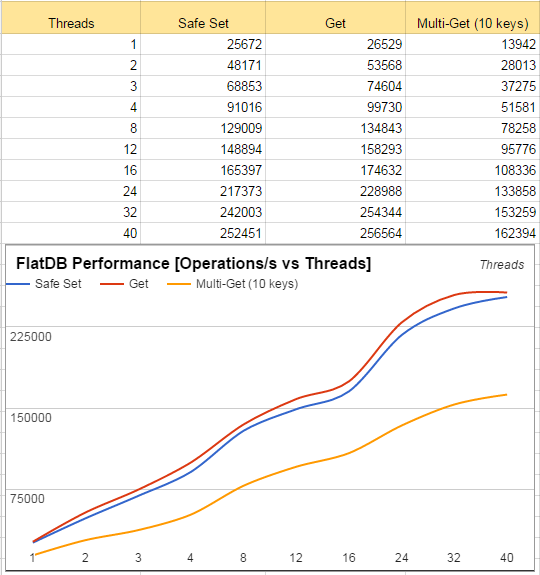 Threads Safe Set Get Multi-Get (10 keys)
1 25672 26529 13942
2 48171 53568 28013
3 68853 74604 37275
4 91016 99730 51581
8 129009 134843 78258
12 148894 158293 95776
16 165397 174632 108336
24 217373 228988 133858
32 242003 254344 153259
40 252451 256564 162394
FlatDB Performance [Operations/s vs Threads] Threads
Safe Set Get Multi-Get (10 keys)
225000
150000
75000
1 2 3 4 8 12 16 24 32 40